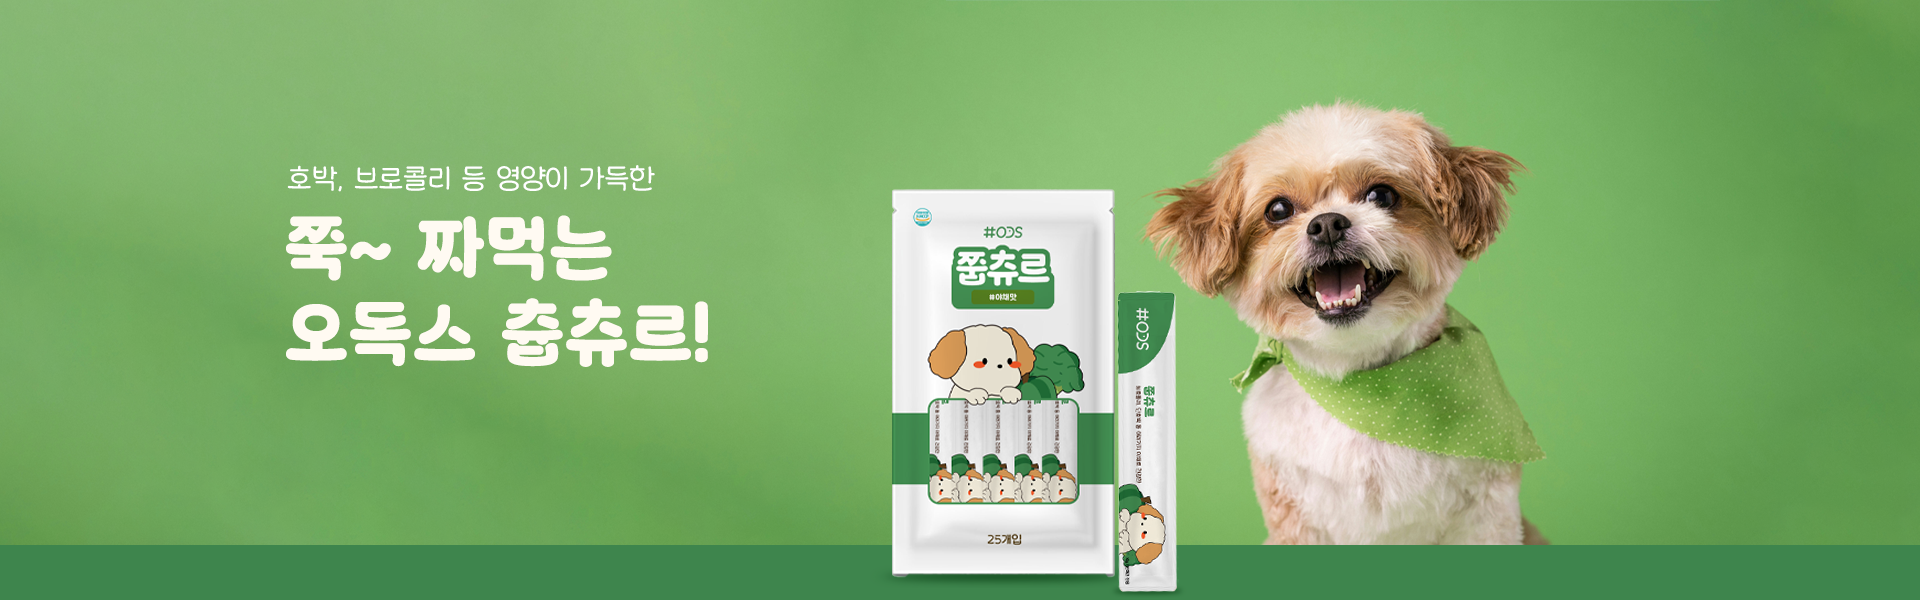 호박, 브로콜리 등 영양이 가득한
쭉~ 짜먹는
오독스 츕츄르!
#ODS
쭙츄르
#야채맛
25개입
#ODS
쭙츄르